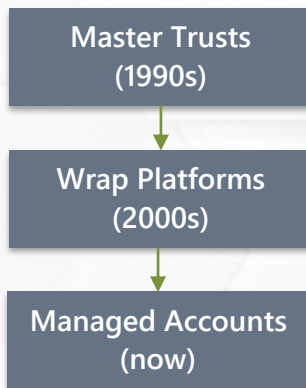 Master Trusts
(1990s)
Wrap Platforms
(2000s)
Managed Accounts
(now)